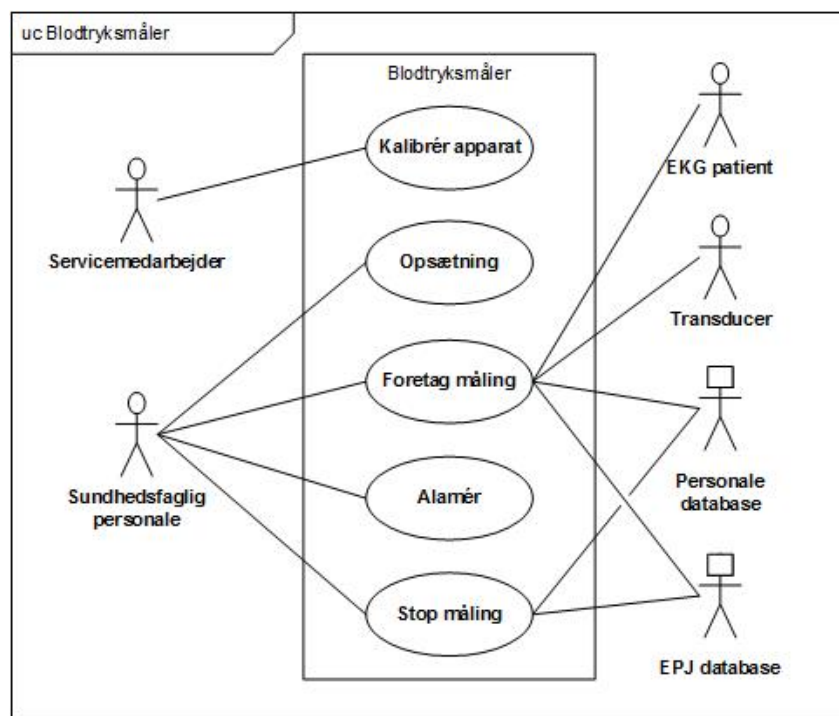 uc Blodtryksmåler
Blodtryksmåler
Kalibrér apparat
Opsætning
Foretag måling
Alamér
Stop måling
Servicemedarbejder
Sundhedsfaglig
personale
EKG patient
Transducer
Personale
database
EPJ database